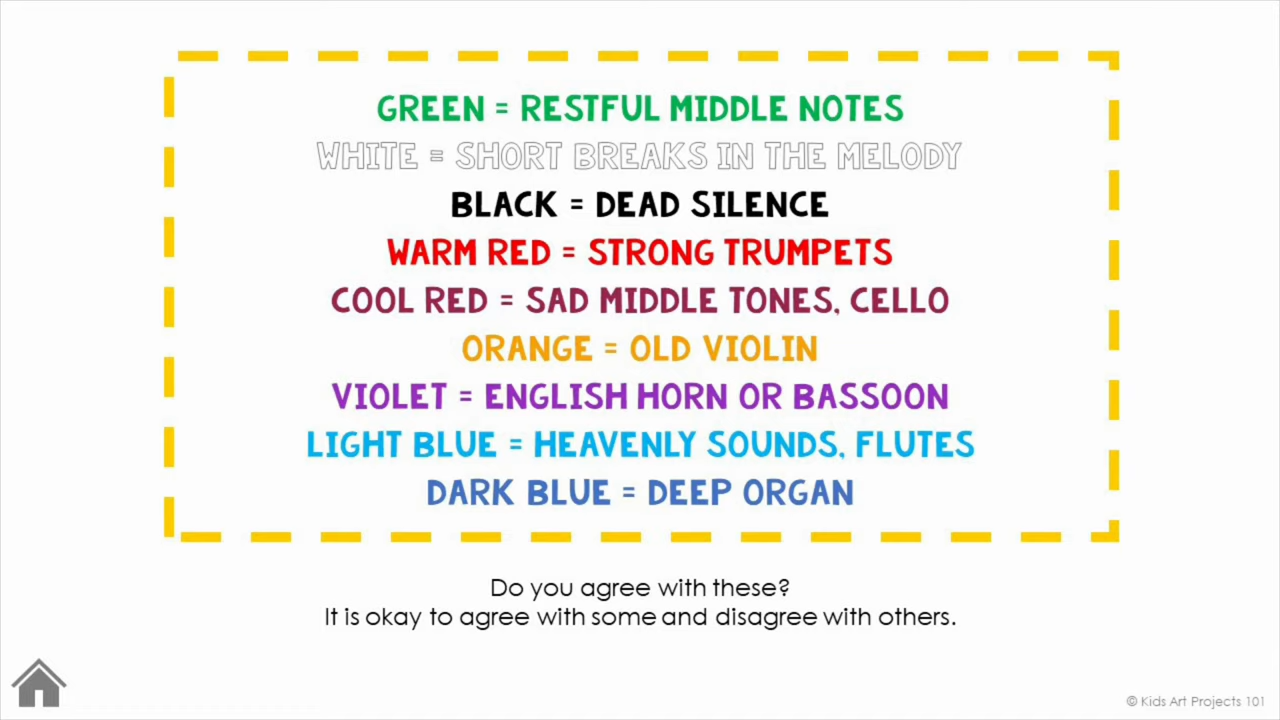 GREEN = RESTFUL MIDDLE NOTES
WHITE = SHORT BREAKS IN THE MELODY
BLACK = DEAD SILENCE
WARM RED = STRONG TRUMPETS
COOL RED = SAD MIDDLE TONES, CELLO
ORANGE = OLD VIOLIN
VIOLET = ENGLISH HORN OR BASSOON
LIGHT BLUE = HEAVENLY SOUNDS, FLUTES
DARK BLUE = DEEP ORGAN
Do you agree with these?
It is okay to agree with some and disagree with others.
© Kids Art Projects 101